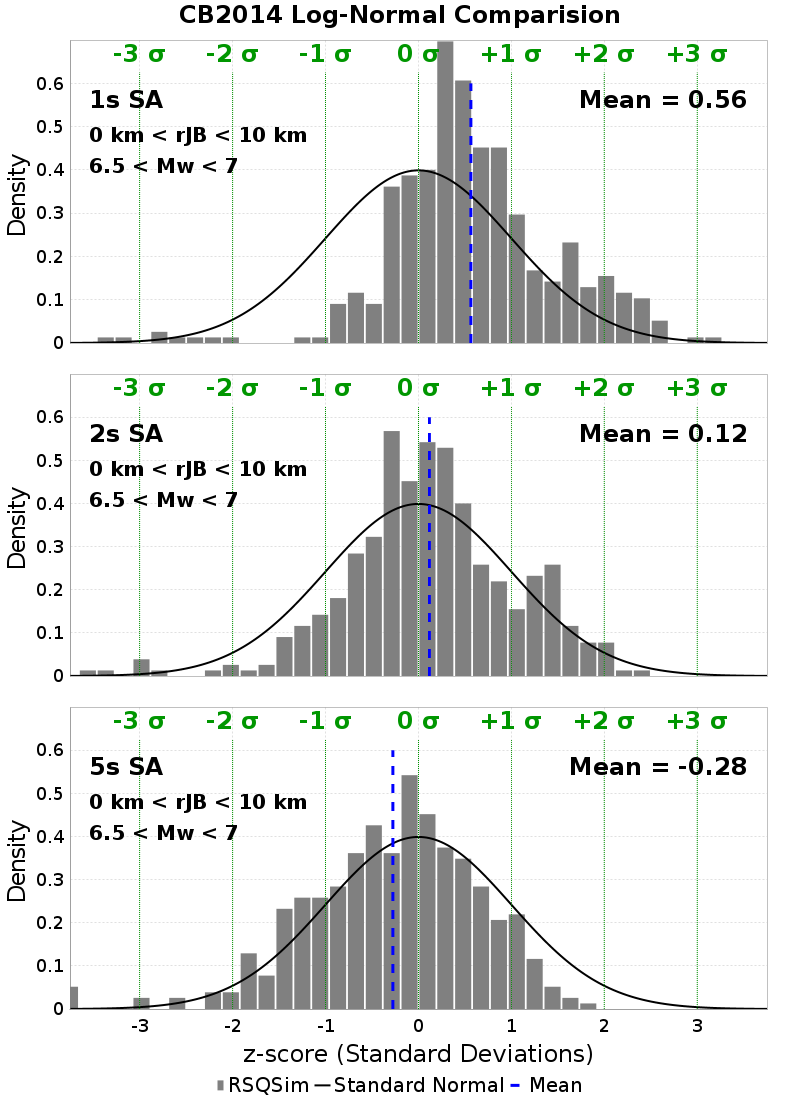 CB2014 Log-Normal Comparision
-3 σ -2 σ -1 σ 0 σ +1 σ +2 σ +3 σ
1s SA
Mean = 0.56
0 km < rJB < 10 km
6.5 < Mw < 7
0.6
0.5
0.4
0.3
0.2
0.1
0
Density
-3 σ -2 σ -1 σ 0 σ +1 σ +2 σ +3 σ
2s SA
Mean = 0.12
0 km < rJB < 10 km
6.5 < Mw < 7
0.6
0.5
0.4
0.3
0.2
0.1
0
Density
-3 σ -2 σ -1 σ 0 σ +1 σ +2 σ +3 σ
5s SA
Mean = -0.28
0 km < rJB < 10 km
6.5 < Mw < 7
0.6
0.5
0.4
0.3
0.2
0.1
0
Density
-3 -2 -1 0 1 2 3
z-score (Standard Deviations)
RSQSim Standard Normal Mean